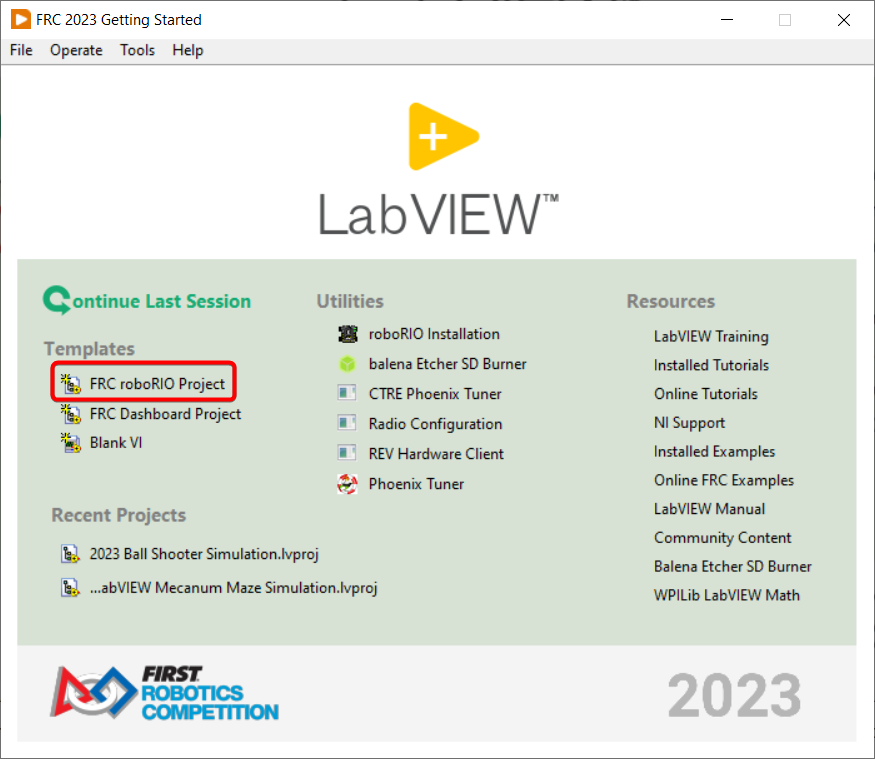 FRC 2023 Getting Started
File Operate Tools Help
LabVIEW™
Continue Last Session
Templates
FRC roboRIO Project
FRC Dashboard Project
Blank VI
Recent Projects
2023 Ball Shooter Simulation.lvproj
...abVIEW Mecanum Maze Simulation.lvproj
Utilities
roboRIO Installation
balena Etcher SD Burner
CTRE Phoenix Tuner
Radio Configuration
REV Hardware Client
Phoenix Tuner
Resources
LabVIEW Training
Installed Tutorials
Online Tutorials
NI Support
Installed Examples
Online FRC Examples
LabVIEW Manual
Community Content
Balena Etcher SD Burner
WPILib LabVIEW Math
FIRST
ROBOTICS
COMPETITION
2023